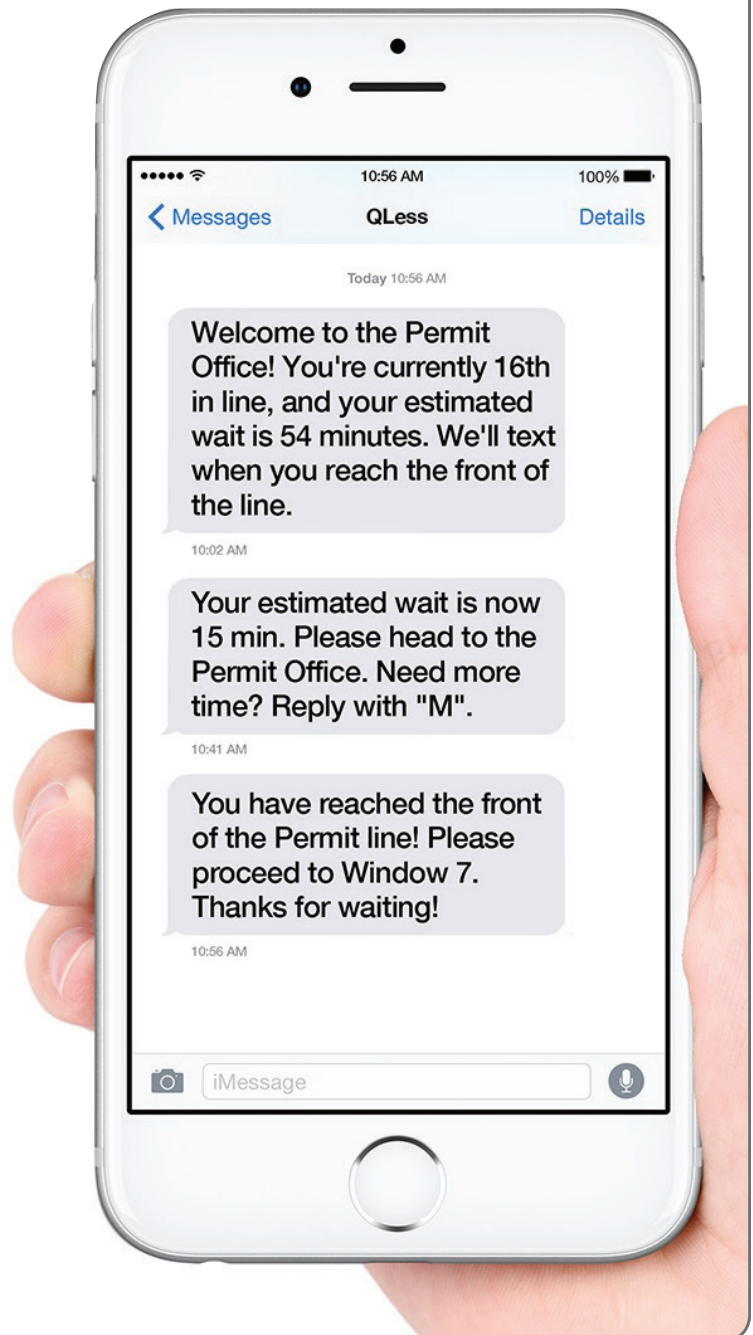 10:56 AM
100%
Messages
QLess
Details
Today 10:56 AM
Welcome to the Permit
Office! You're currently 16th
in line, and your estimated
wait is 54 minutes. We'll text
when you reach the front of
the line.
10:02 AM
Your estimated wait is now
15 min. Please head to the
Permit Office. Need more
time? Reply with "M".
10:41 AM
You have reached the front
of the Permit line! Please
proceed to Window 7.
Thanks for waiting!
10:56 AM
iMessage